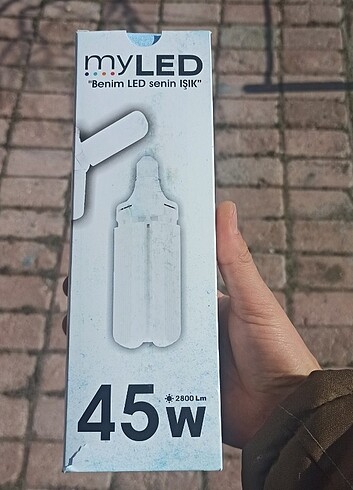 myLED
"Benim LED senin IŞIK"
2800 Lm
45W